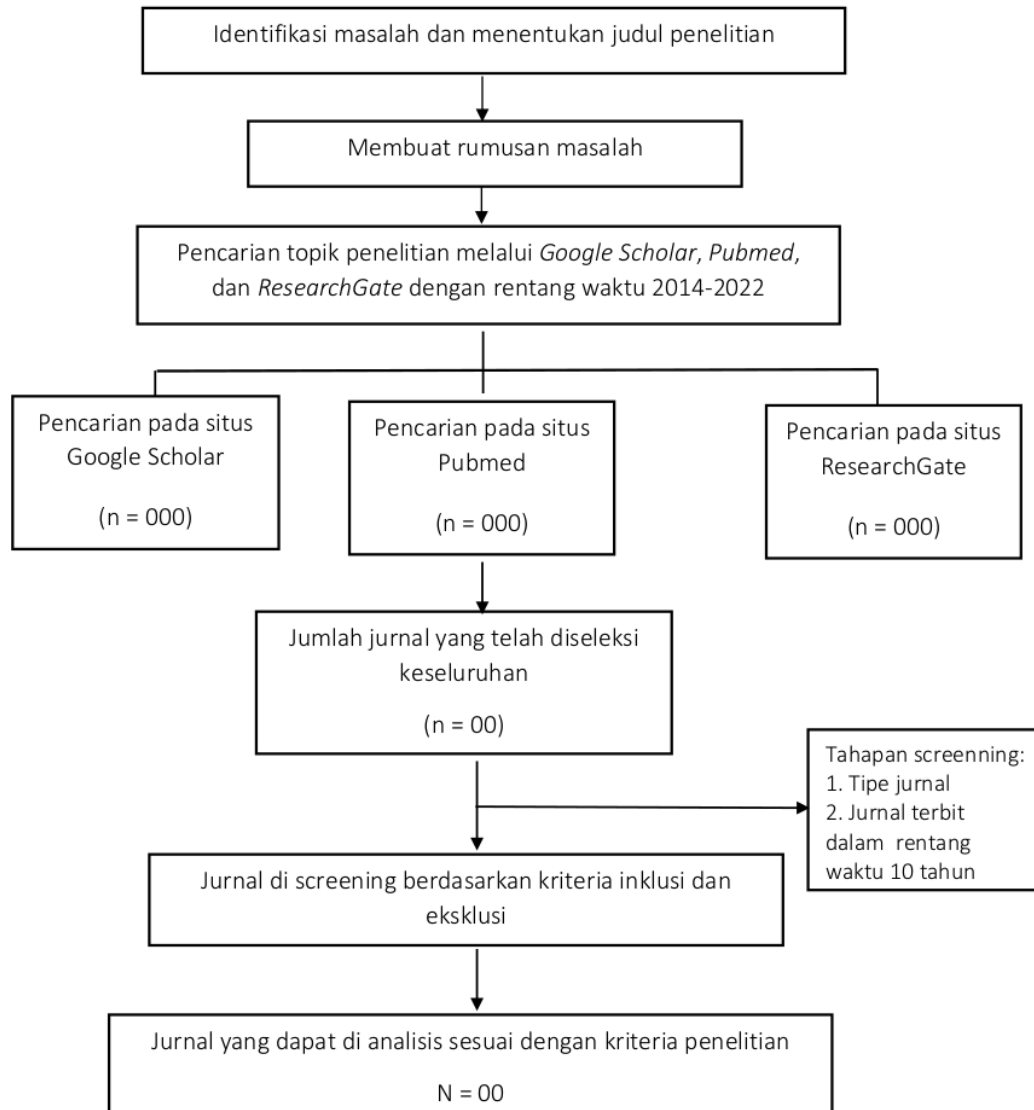 Identifikasi masalah dan menentukan judul penelitian
Membuat rumusan masalah
Pencarian topik penelitian melalui Google Scholar, Pubmed,
dan ResearchGate dengan rentang waktu 2014-2022
Pencarian pada situs
Google Scholar
(n = 000)
Pencarian pada situs
Pubmed
(n = 000)
Pencarian pada situs
ResearchGate
(n = 000)
Jumlah jurnal yang telah diseleksi
keseluruhan
(n = 00)
Tahapan screenning:
1. Tipe jurnal
2. Jurnal terbit
dalam rentang
waktu 10 tahun
Jurnal di screening berdasarkan kriteria inklusi dan
eksklusi
Jurnal yang dapat di analisis sesuai dengan kriteria penelitian
N = 00